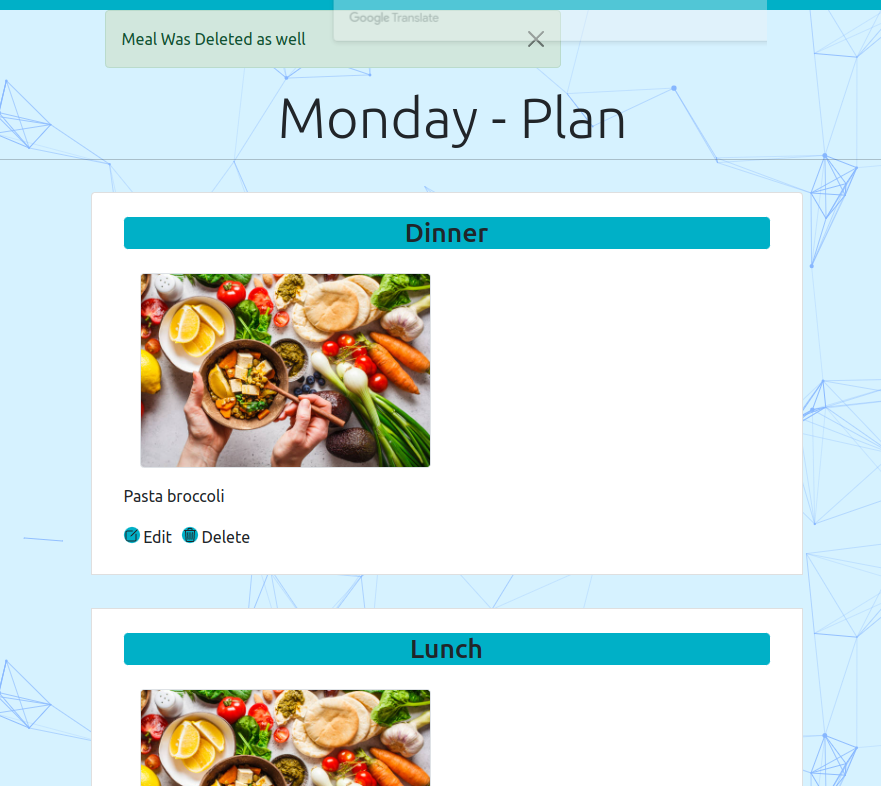 Google Translate
Meal Was Deleted as well
Monday - Plan
Dinner
Pasta broccoli
Edit Delete
Lunch